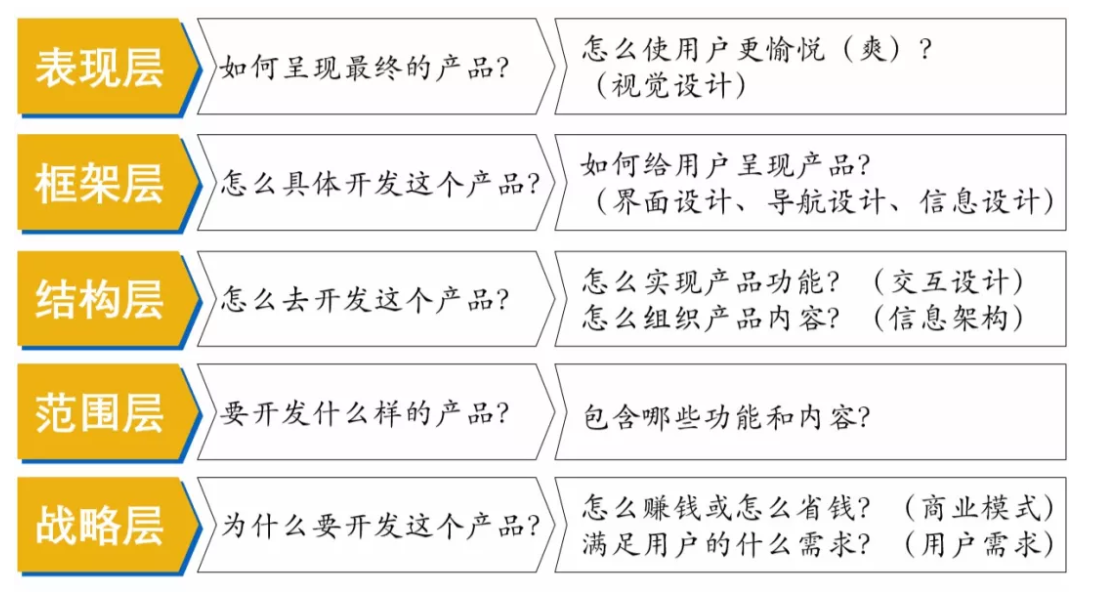 表现层
如何呈现最终的产品？
怎么使用户更愉悦（爽）？
（视觉设计）
框架层
怎么具体开发这个产品？
如何给用户呈现产品？
（界面设计、导航设计、信息设计）
结构层
怎么去开发这个产品？
怎么实现产品功能？（交互设计）
怎么组织产品内容？（信息架构）
范围层
要开发什么样的产品？
包含哪些功能和内容？
战略层
为什么要开发这个产品？
怎么赚钱或怎么省钱？（商业模式）
满足用户的什么需求？（用户需求）